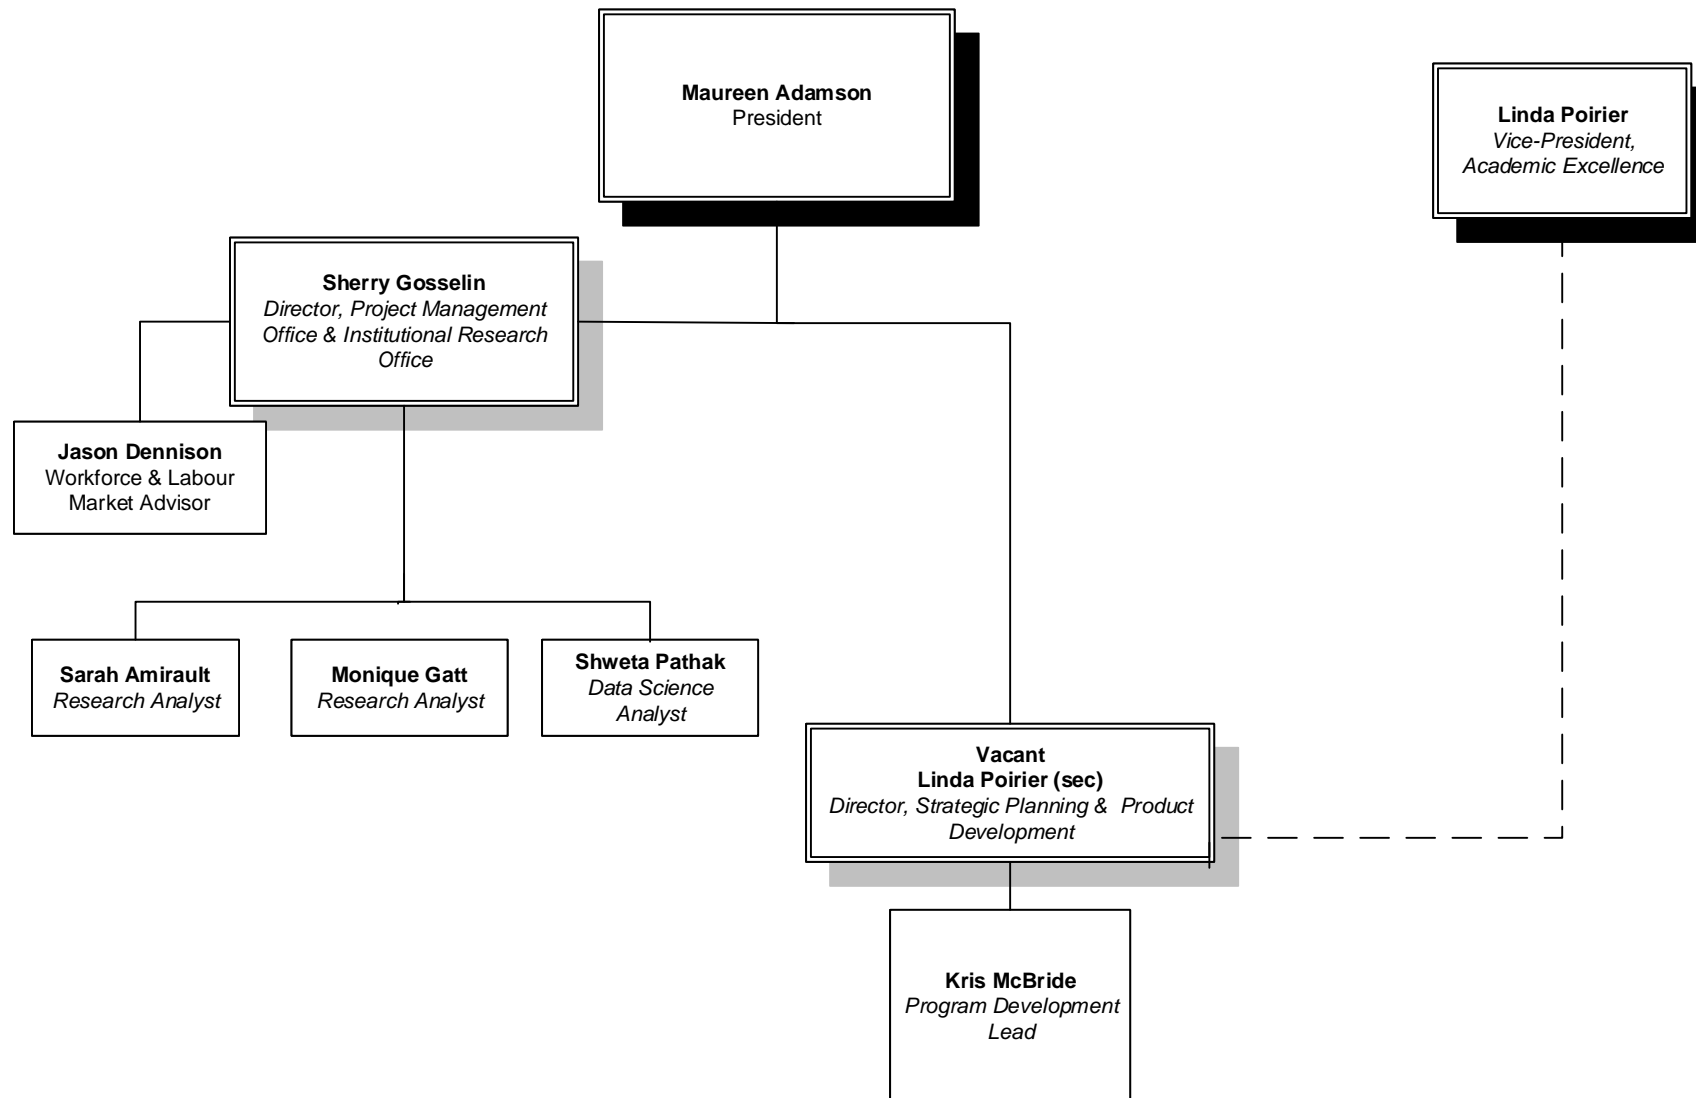 Maureen Adamson
President
Linda Poirier
Vice-President,
Academic Excellence
Sherry Gosselin
Director, Project Management
Office & Institutional Research
Office
Jason Dennison
Workforce & Labour
Market Advisor
Sarah Amirault
Research Analyst
Monique Gatt
Research Analyst
Shweta Pathak
Data Science
Analyst
Vacant
Linda Poirier (sec)
Director, Strategic Planning &  Product
Development
Kris McBride
Program Development
Lead